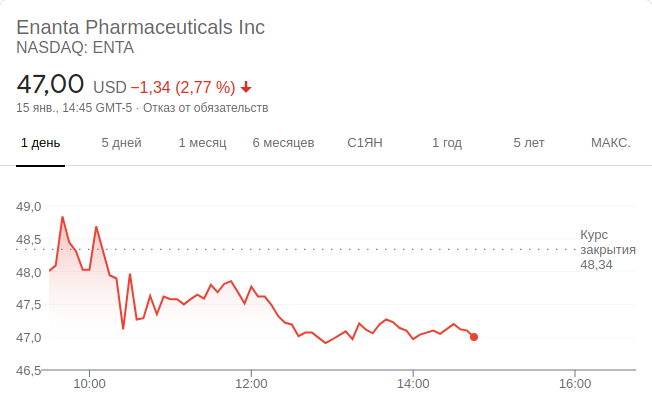 Enanta Pharmaceuticals Inc
NASDAQ: ENTA
47,00 USD −1,34 (2,77 %)
15 янв., 14:45 GMT-5 · Отказ от обязательств
1 день 5 дней 1 месяц 6 месяцев С1ЯН 1 год 5 лет МАКС.
49,0
48,5
48,0
47,5
47,0
46,5
Курс
закрытия
48,34
10:00 12:00 14:00 16:00